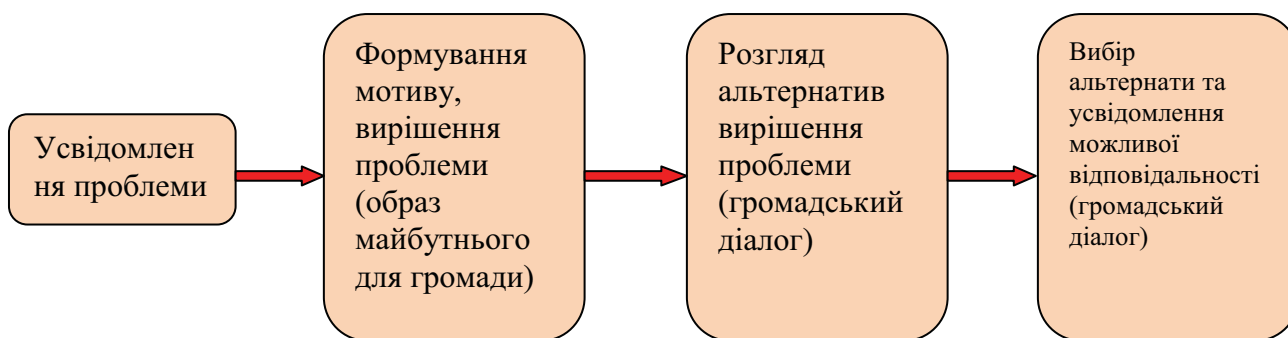 Усвідомлен
ня проблеми
Формування
мотиву,
вирішення
проблеми
(образ
майбутнього
для громади)
Розгляд
альтернатив
вирішення
проблеми
(громадський
діалог)
Вибір
альтернати та
усвідомлення
можливої
відповідальності
(громадський
діалог)